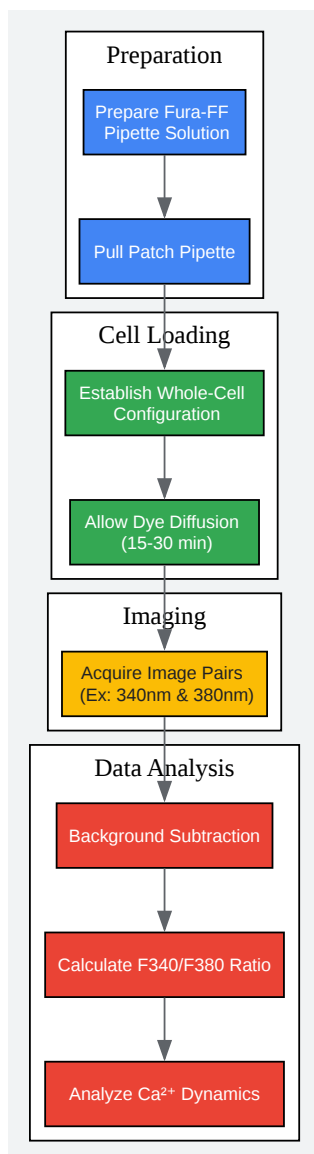 Preparation
Prepare Fura-FF
Pipette Solution
Pull Patch Pipette
Cell Loading
Establish Whole-Cell
Configuration
Allow Dye Diffusion
(15-30 min)
Imaging
Acquire Image Pairs
(Ex: 340nm & 380nm)
Data Analysis
Background Subtraction
Calculate F340/F380 Ratio
Analyze Ca²⁺ Dynamics